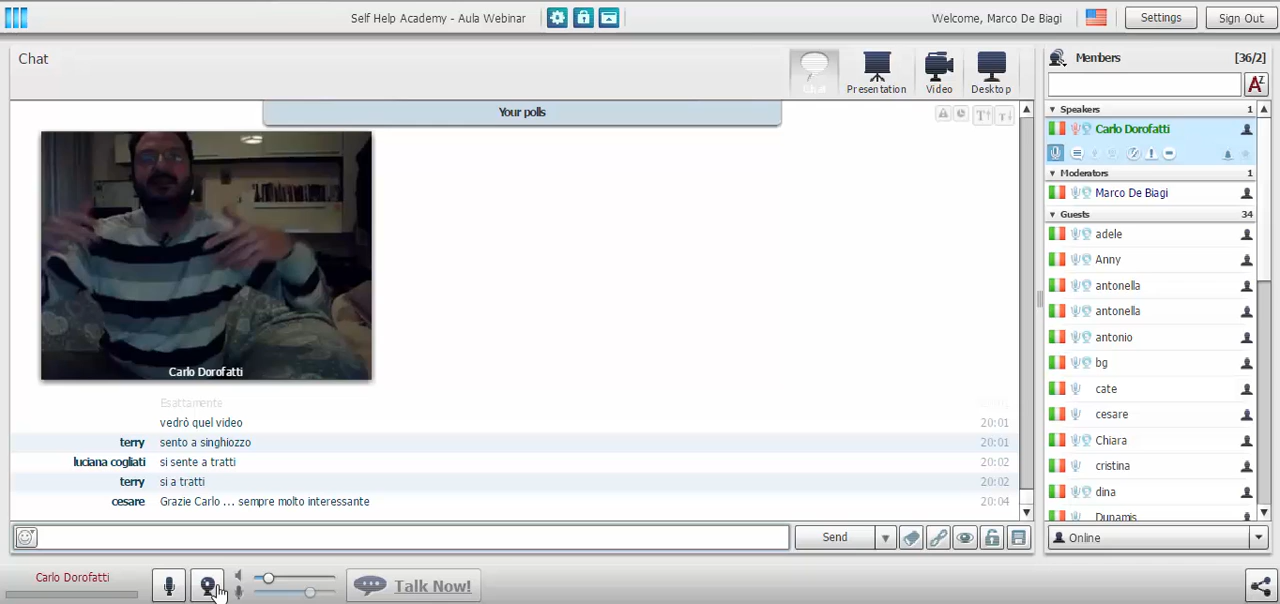 Self Help Academy - Aula Webinar
Welcome, Marco De Biagi
Settings
Sign Out
Chat
Chat
Presentation
Video
Desktop
Members
[36/2]
Your polls
Speakers 1
Carlo Dorofatti
Moderators 1
Marco De Biagi
Guests 34
adele
Anny
antonella
antonella
antonio
bg
cate
cesare
Chiara
cristina
dina
Dunamis
Carlo Dorofatti
Esattamente
vedrò quel video 20:01
terry sento a singhiozzo 20:01
luciana cogliati si sente a tratti 20:02
terry si a tratti 20:02
cesare Grazie Carlo ... sempre molto interessante 20:04
Send
Online
Carlo Dorofatti
Talk Now!